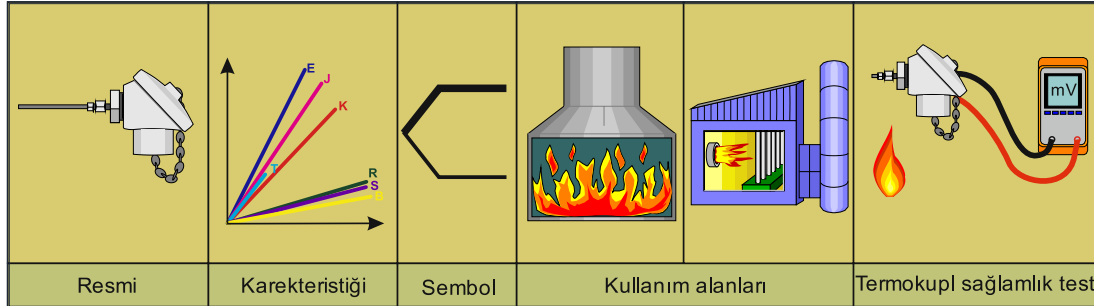 E
J
K
T
R
S
B
mV
Resmi
Karekteristiği
Sembol
Kullanım alanları
Termokupl sağlamlık test